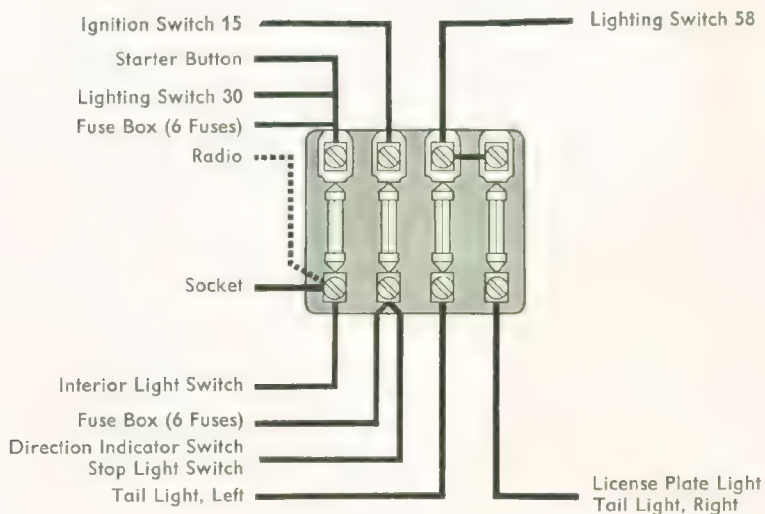 Ignition Switch 15
Starter Button
Lighting Switch 30
Fuse Box (6 Fuses)
Radio
Socket
Interior Light Switch
Fuse Box (6 Fuses)
Direction Indicator Switch
Stop Light Switch
Tail Light, Left
Lighting Switch 58
License Plate Light
Tail Light, Right